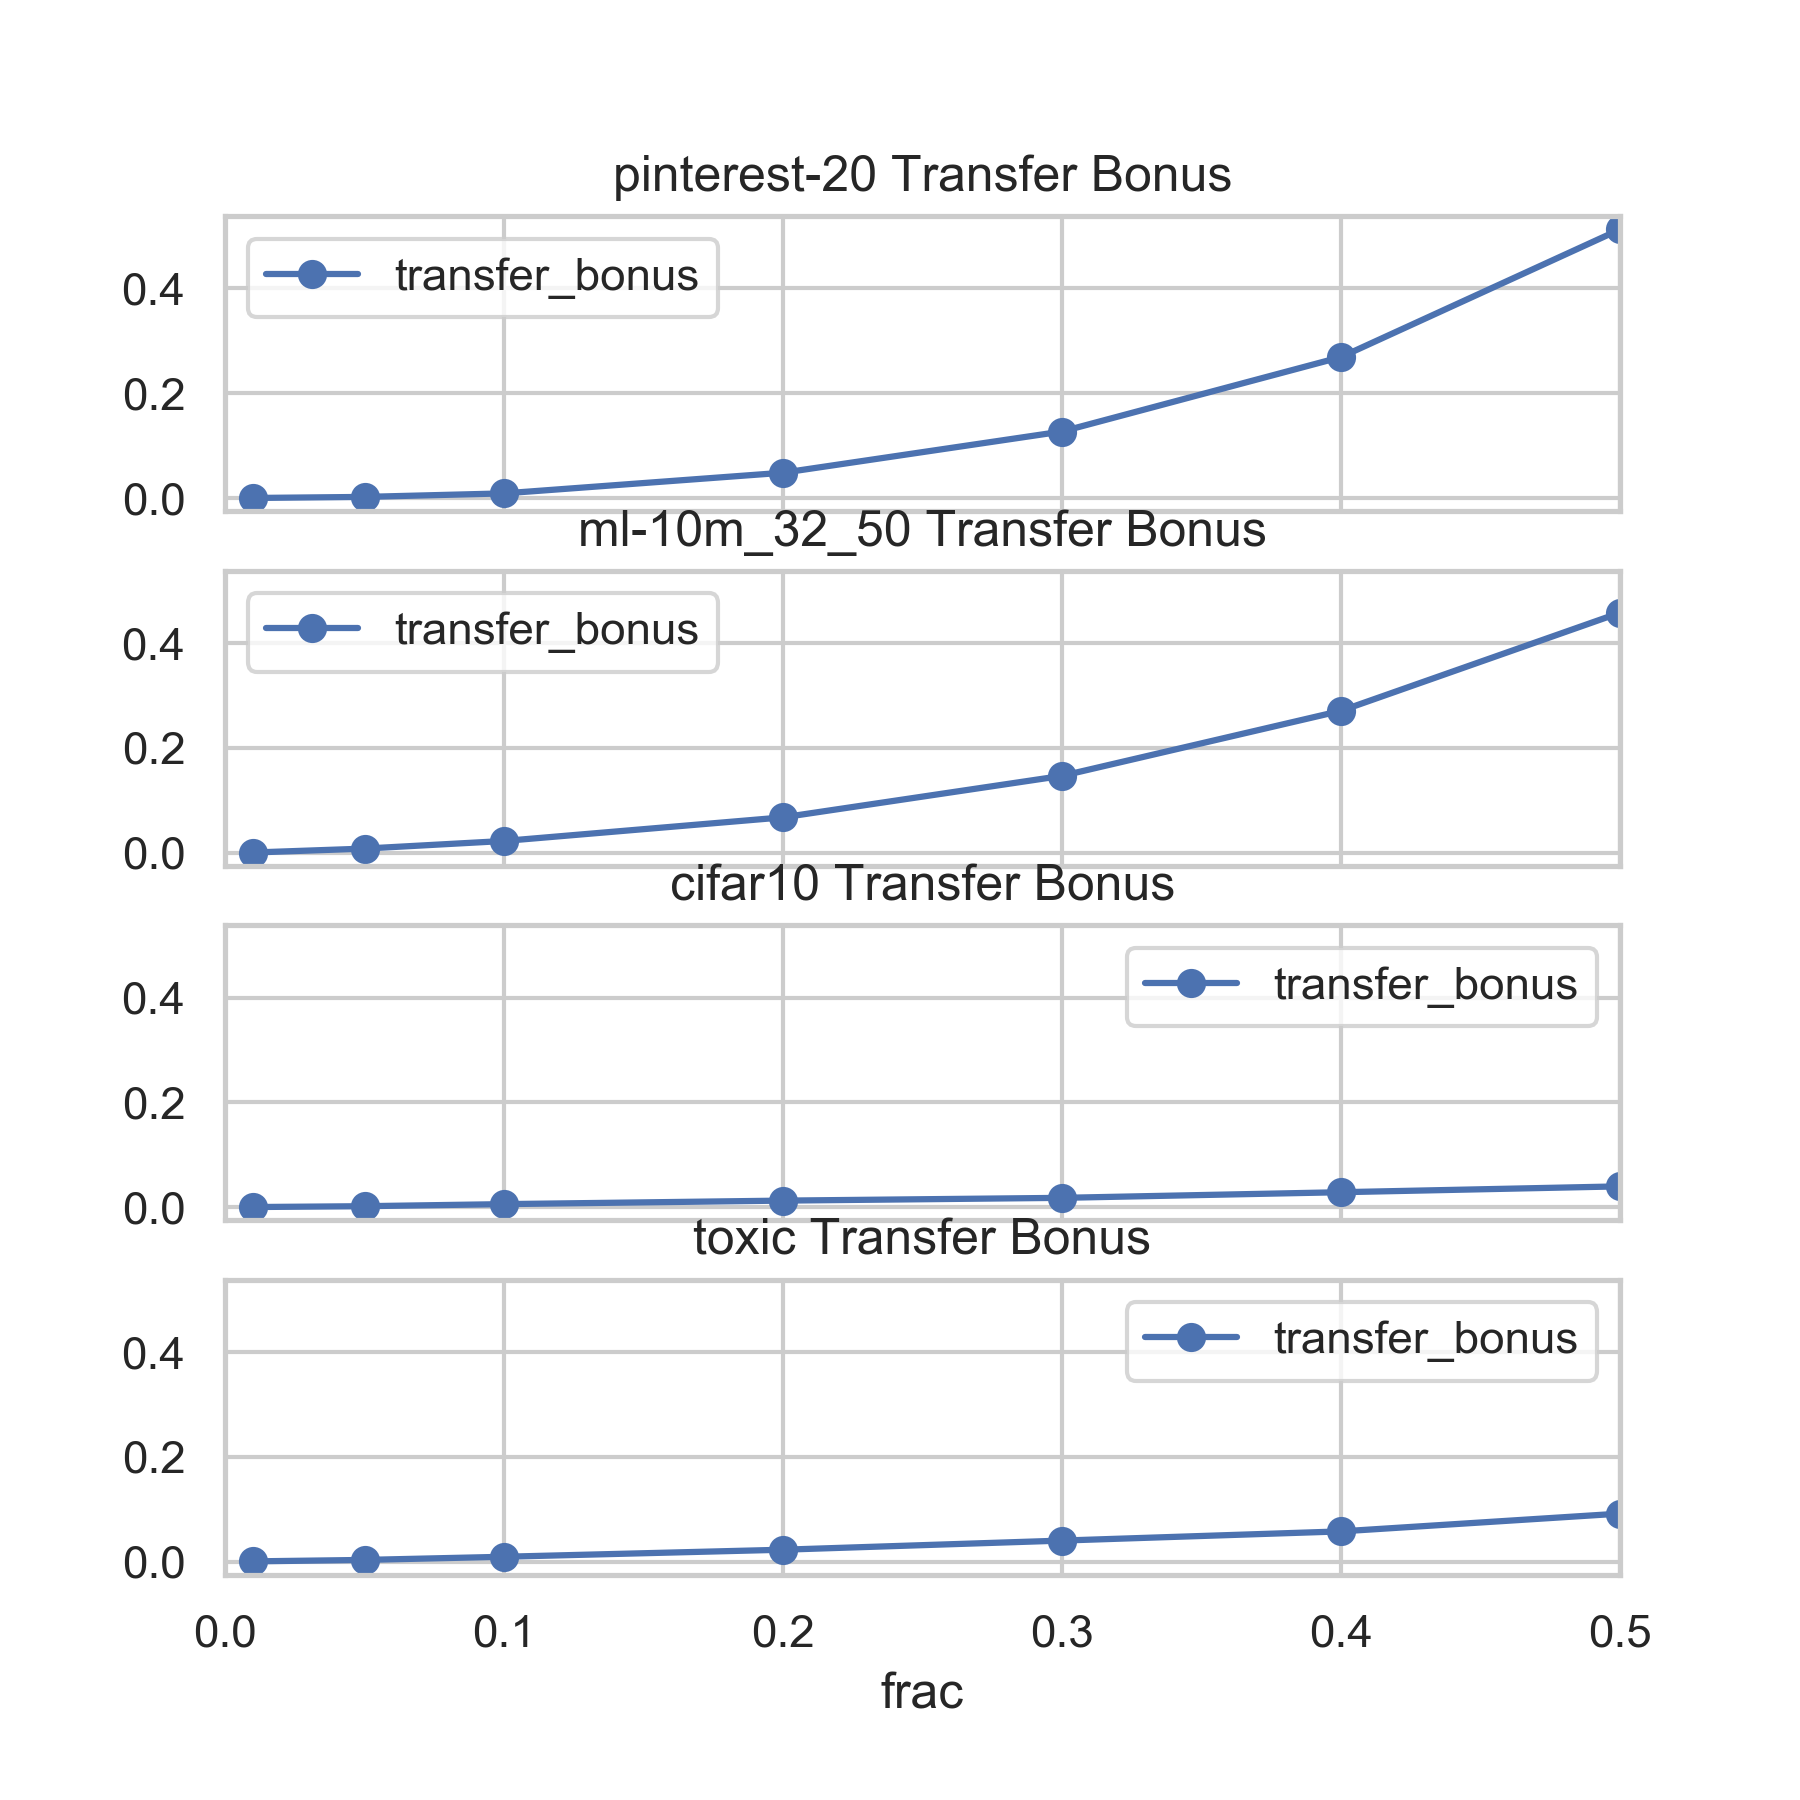 pinterest-20 Transfer Bonus
transfer_bonus
0.4
0.2
0.0
ml-10m_32_50 Transfer Bonus
transfer_bonus
0.4
0.2
0.0
cifar10 Transfer Bonus
transfer_bonus
0.4
0.2
0.0
toxic Transfer Bonus
transfer_bonus
0.4
0.2
0.0
0.0 0.1 0.2 0.3 0.4 0.5
frac